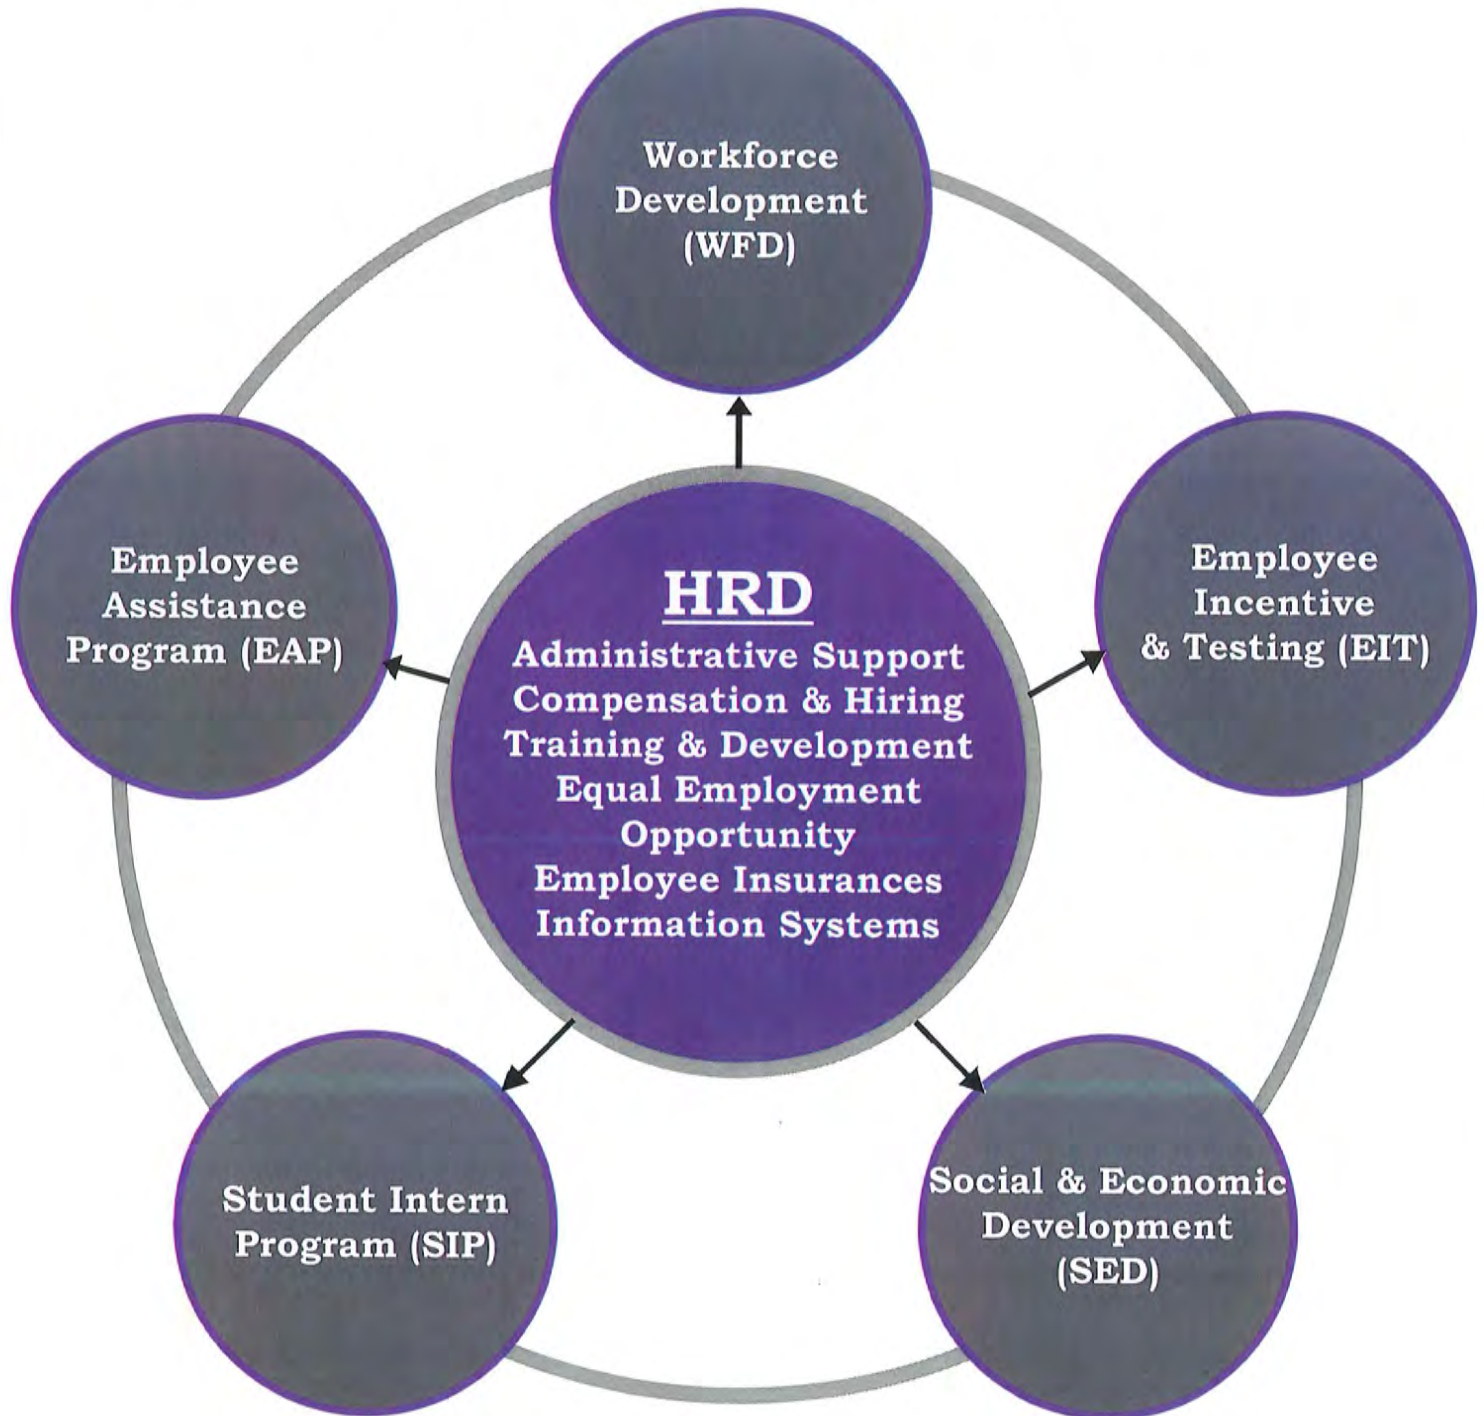 Workforce
Development
(WFD)
Employee
Assistance
Program (EAP)
HRD
Administrative Support
Compensation & Hiring
Training & Development
Equal Employment
Opportunity
Employee Insurances
Information Systems
Employee
Incentive
& Testing (EIT)
Student Intern
Program (SIP)
Social & Economic
Development
(SED)